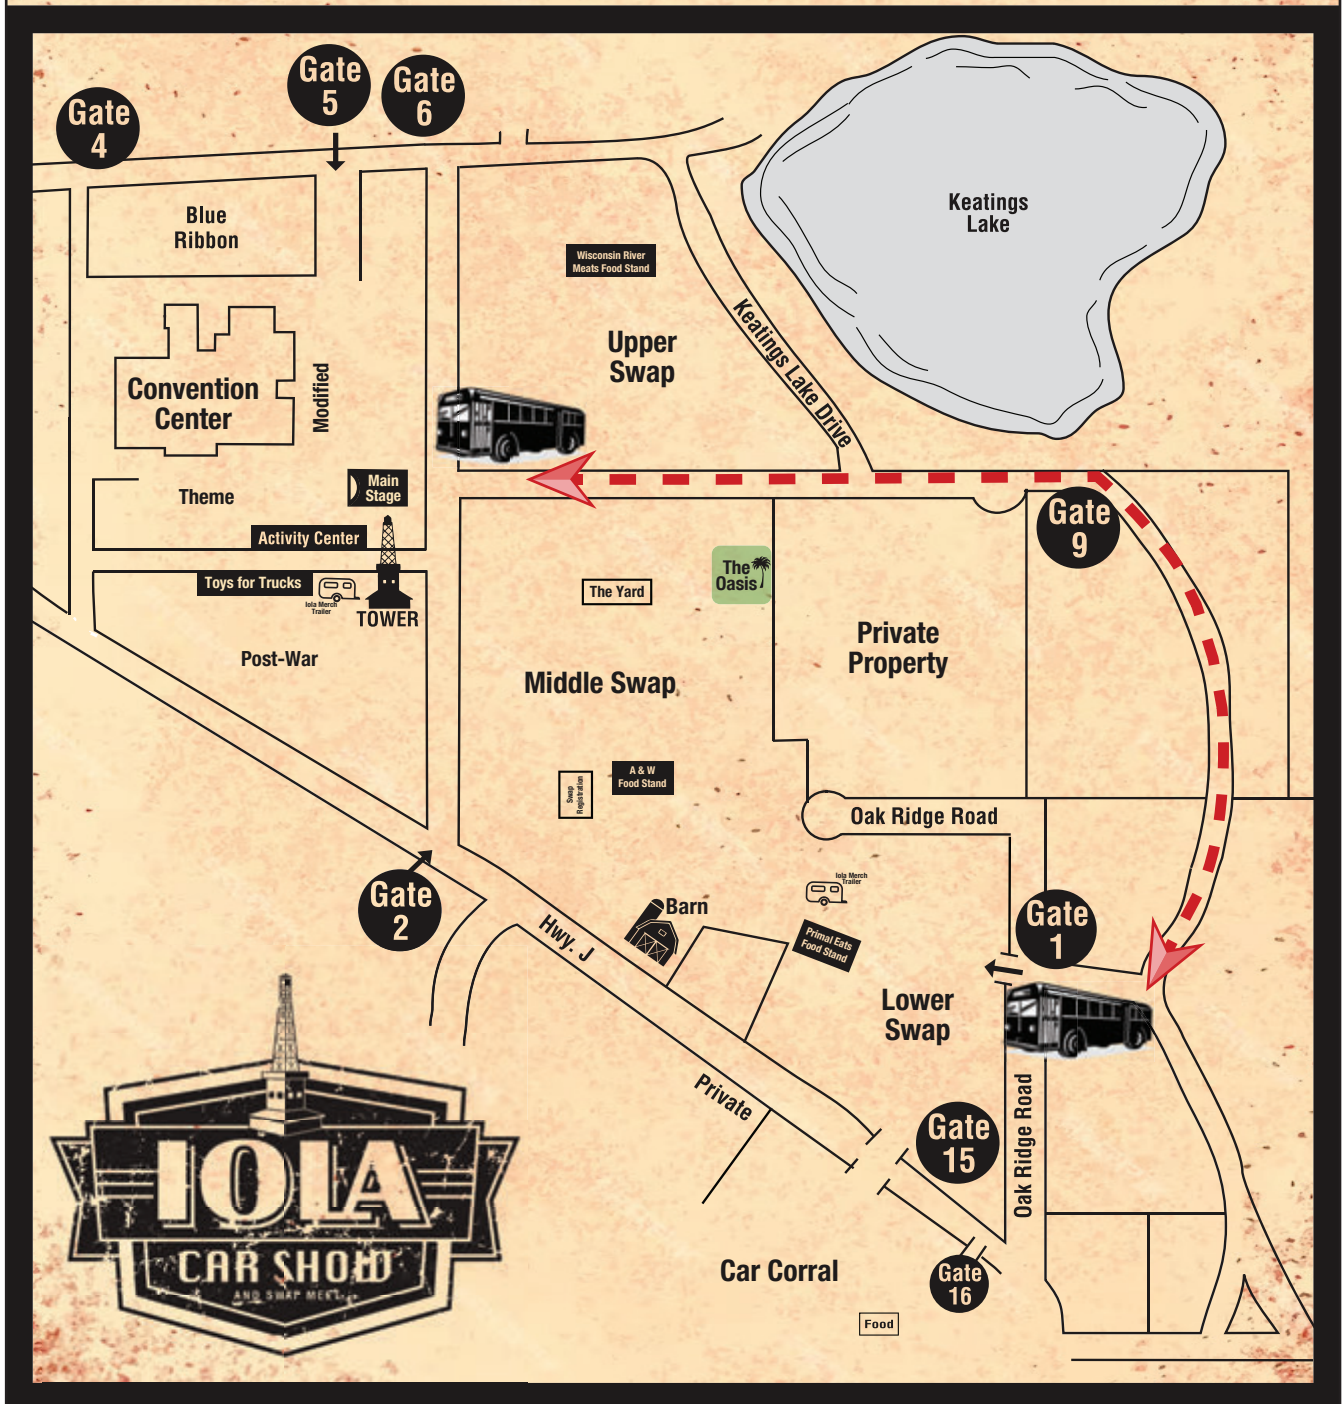 Gate
5
Gate
6
Gate
4
Blue
Ribbon
Keatings
Lake
Wisconsin River
Meats Food Stand
Upper
Swap
Keatings Lake Drive
Convention
Center
Modified
Theme
Main
Stage
Activity Center
Gate
9
Toys for Trucks
Iola Merch
Trailer
TOWER
The Yard
The
Oasis
Private
Property
Post-War
Middle Swap
A & W
Food Stand
Swap
Registration
Oak Ridge Road
Gate
2
Iola Merch
Trailer
Barn
Hwy. J
Primal Eats
Food Stand
Gate
1
Lower
Swap
Private
Gate
15
Oak Ridge Road
IOLA
CAR SHOW
AND SWAP MEET
Car Corral
Gate
16
Food